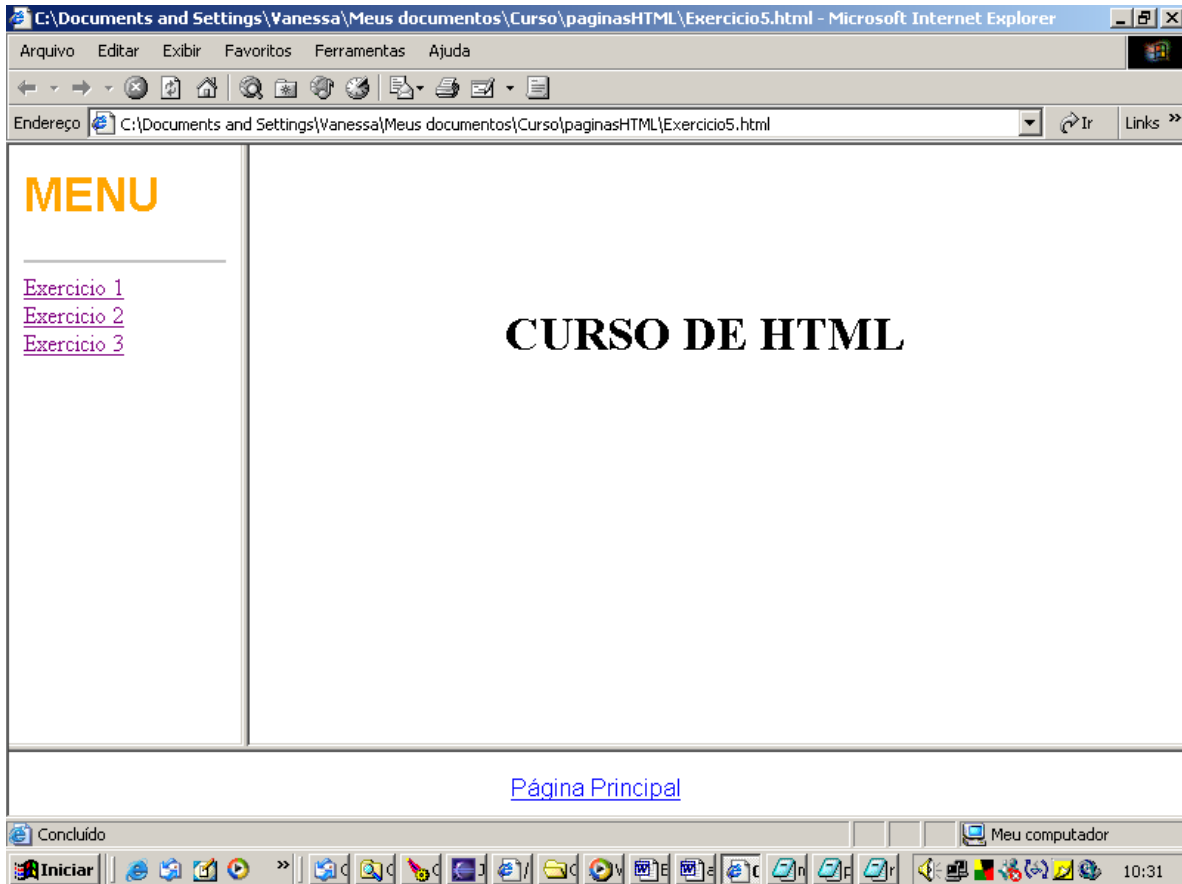 C:\Documents and Settings\Vanessa\Meus documentos\Curso\paginasHTML\Exercicio5.html - Microsoft Internet Explorer
Arquivo Editar Exibir Favoritos Ferramentas Ajuda
Endereço C:\Documents and Settings\Vanessa\Meus documentos\Curso\paginasHTML\Exercicio5.html Ir Links »
MENU
Exercicio 1
Exercicio 2
Exercicio 3
CURSO DE HTML
Página Principal
Concluído Meu computador
Iniciar » 10:31